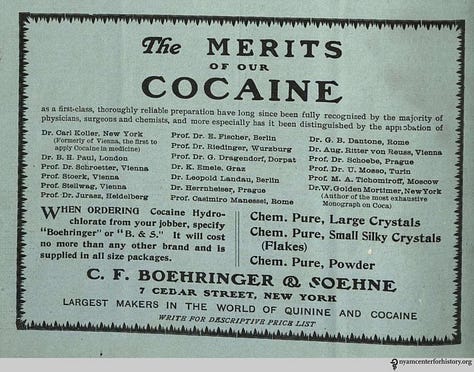 The MERITS
OF OUR
COCAINE
as a first-class, thoroughly reliable preparation have long since been fully recognized by the majority of
physicians, surgeons and chemists, and more especially has it been distinguished by the approbation of
Dr. Carl Koller, New York
(Formerly of Vienna, the first to
apply Cocaine in medicine)
Dr. B. H. Paul, London
Prof. Dr. Schroetter, Vienna
Prof. Stoerk, Vienna
Prof. Stellwag, Vienna
Prof. Dr. Jurasz, Heidelberg
Prof. Dr. E. Fischer, Berlin
Prof. Dr. Riedinger, Wurzburg
Prof. Dr. G. Dragendorf, Dorpat
Dr. K. Emele, Graz
Dr. Leopold Landau, Berlin
Dr. Herrnheiser, Prague
Prof. Casimiro Manassei, Rome
Dr. G. B. Dantone, Rome
Dr. Aug. Ritter von Reuss, Vienna
Prof. Dr. Schoebe, Prague
Prof. Dr. U. Mosso, Turin
Prof. M. A. Tichomiroff, Moscow
Dr. W. Golden Mortimer, New York
(Author of the most exhaustive
Monograph on Coca)
WHEN ORDERING Cocaine Hydro-
chlorate from your jobber, specify
"Boehringer" or "B. & S." It will cost
no more than any other brand and is
supplied in all size packages.
Chem. Pure, Large Crystals
Chem. Pure, Small Silky Crystals
(Flakes)
Chem. Pure, Powder
C. F. BOEHRINGER & SOEHNE
7 CEDAR STREET, NEW YORK
LARGEST MAKERS IN THE WORLD OF QUININE AND COCAINE
WRITE FOR DESCRIPTIVE PRICE LIST
nyamcenterforhistory.org